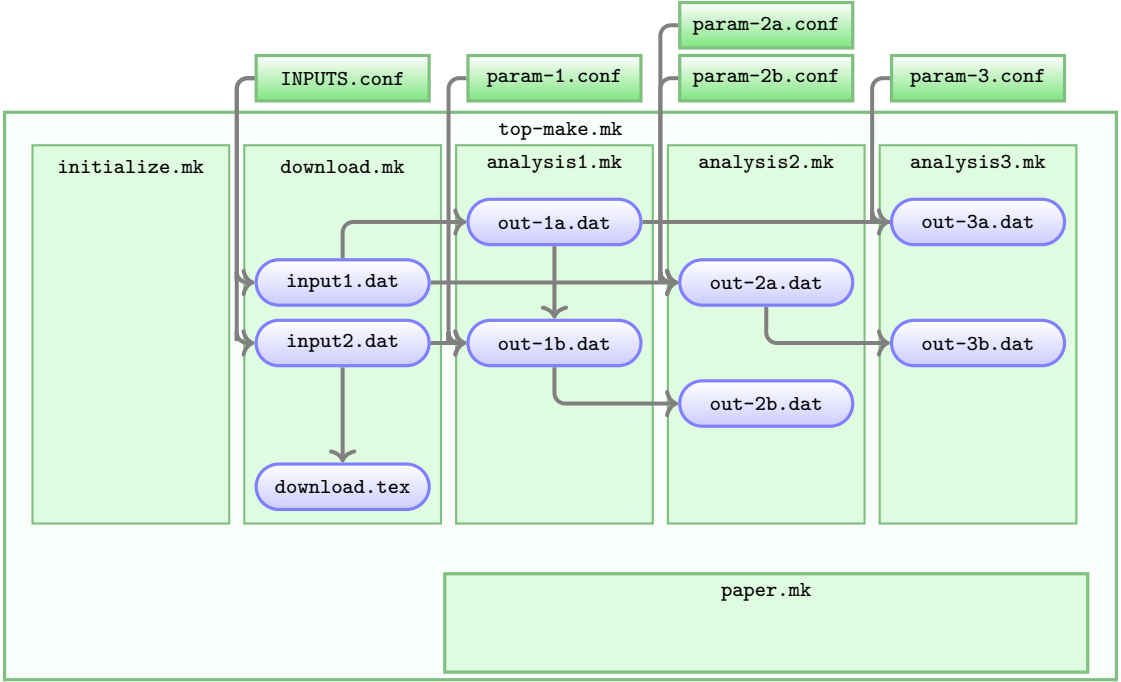 param-2a.conf
INPUTS.conf
param-1.conf
param-2b.conf
param-3.conf
top-make.mk
initialize.mk
download.mk
analysis1.mk
analysis2.mk
analysis3.mk
out-1a.dat
out-3a.dat
input1.dat
out-2a.dat
input2.dat
out-1b.dat
out-3b.dat
out-2b.dat
download.tex
paper.mk